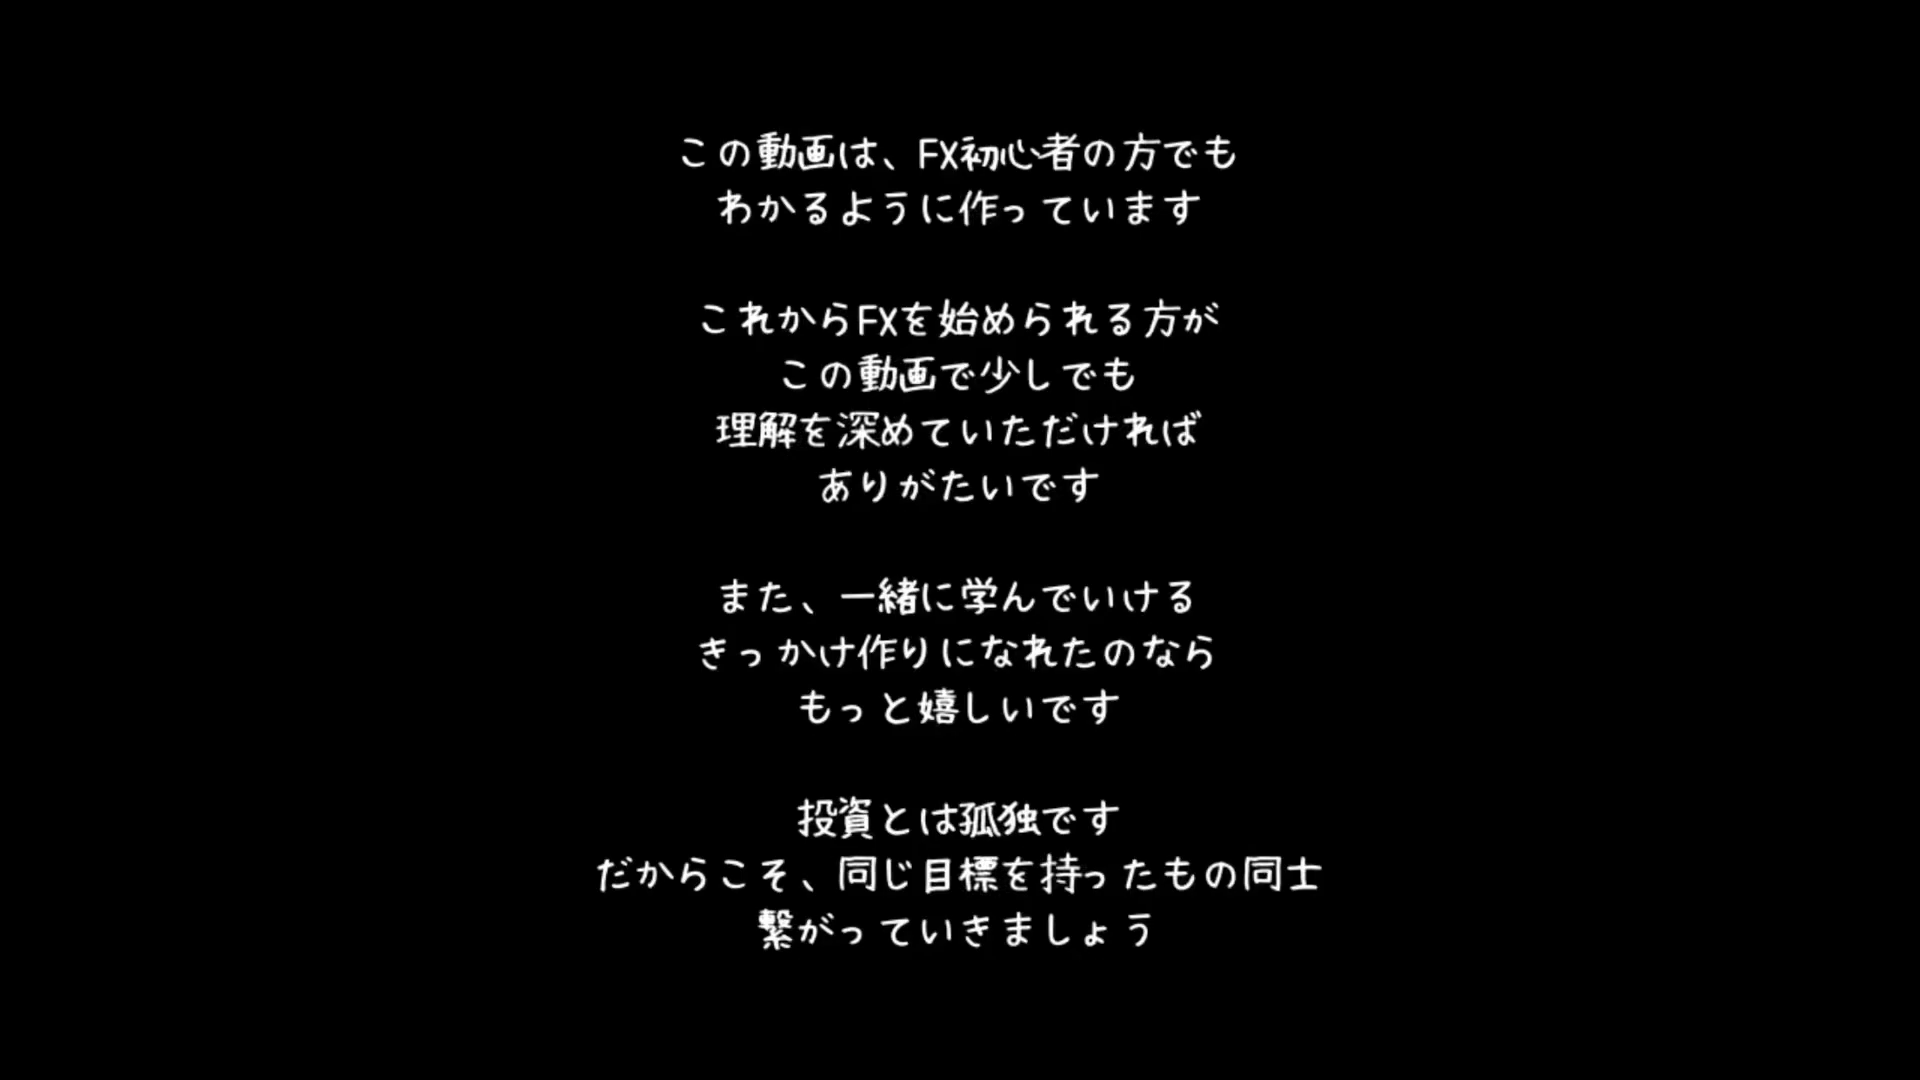 この動画は、FX初心者の方でも
わかるように作っています
これからFXを始められる方が
この動画で少しでも
理解を深めていただければ
ありがたいです
また、一緒に学んでいける
きっかけ作りになれたのなら
もっと嬉しいです
投資とは孤独です
だからこそ、同じ目標を持ったもの同士
繋がっていきましょう